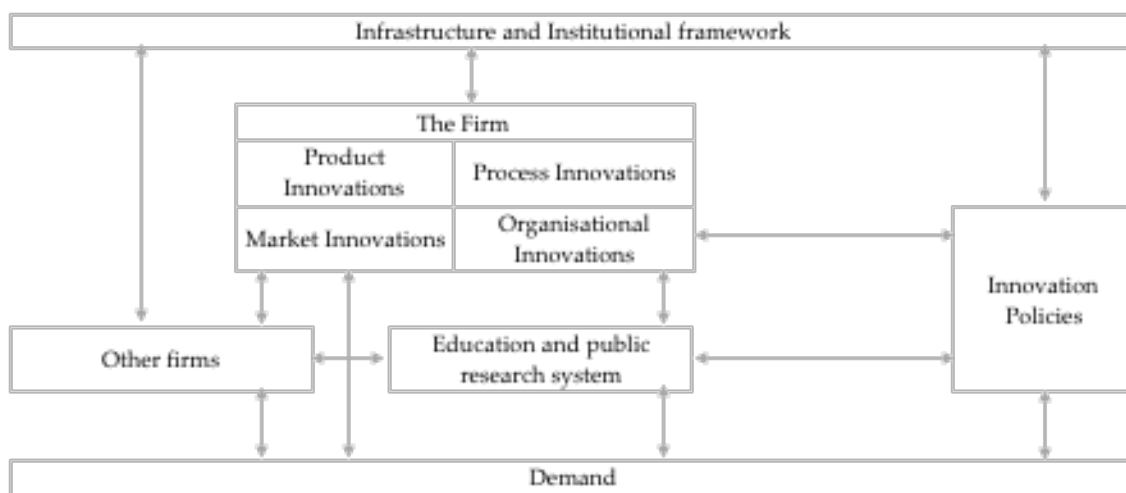 Infrastructure and Institutional framework
The Firm
Product
Innovations
Process Innovations
Market Innovations
Organisational
Innovations
Innovation
Policies
Other firms
Education and public
research system
Demand